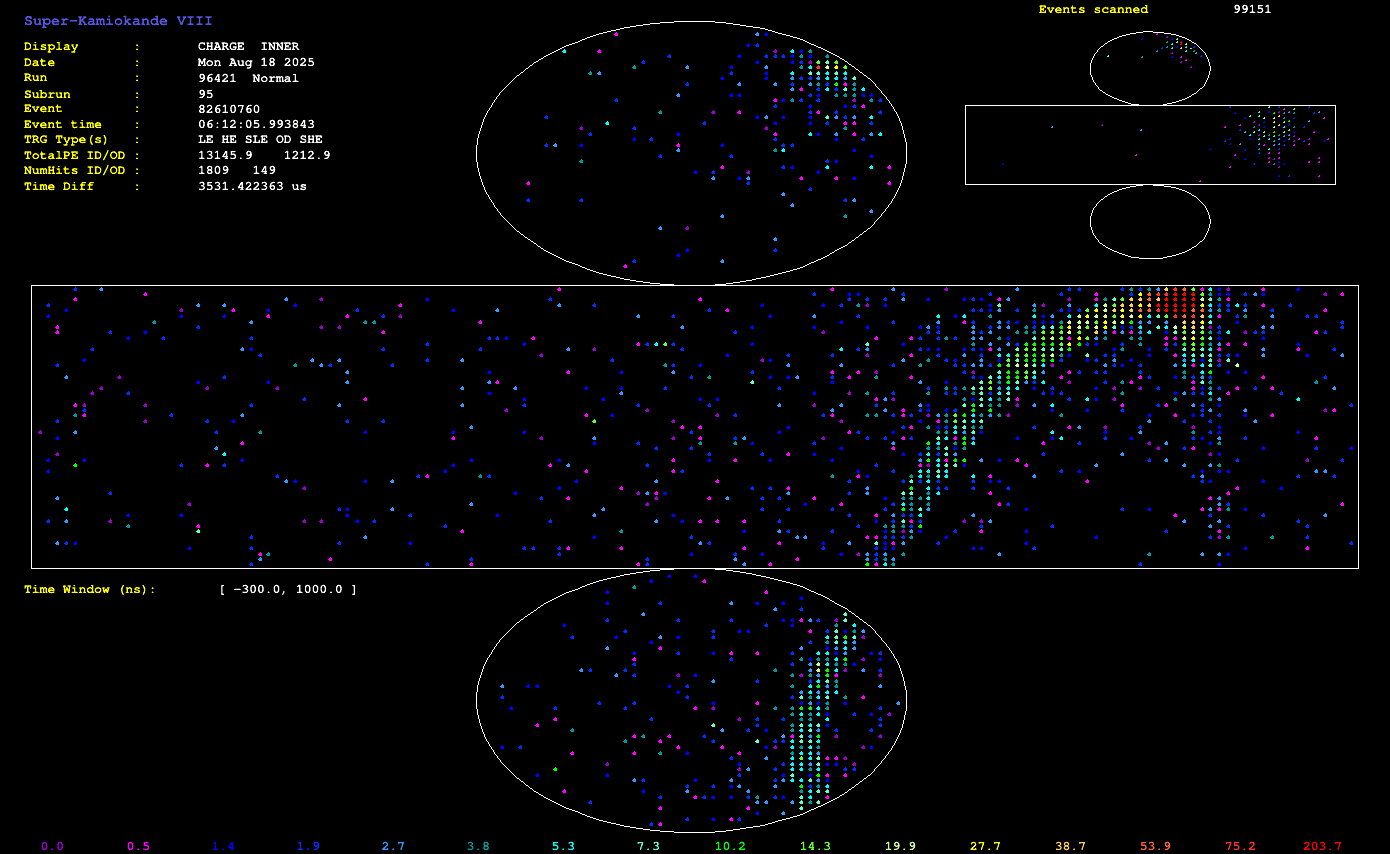 Super-Kamiokande VIII
Display : CHARGE INNER
Date : Mon Aug 18 2025
Run : 96421 Normal
Subrun : 95
Event : 82610760
Event time : 06:12:05.993843
TRG Type(s) : LE HE SLE OD SHE
TotalPE ID/OD : 13145.9 1212.9
NumHits ID/OD : 1809 149
Time Diff : 3531.422363 us
Events scanned 99151
Time Window (ns): [ -300.0, 1000.0 ]
0.0 0.5 1.4 1.9 2.7 3.8 5.3 7.3 10.2 14.3 19.9 27.7 38.7 53.9 75.2 203.7